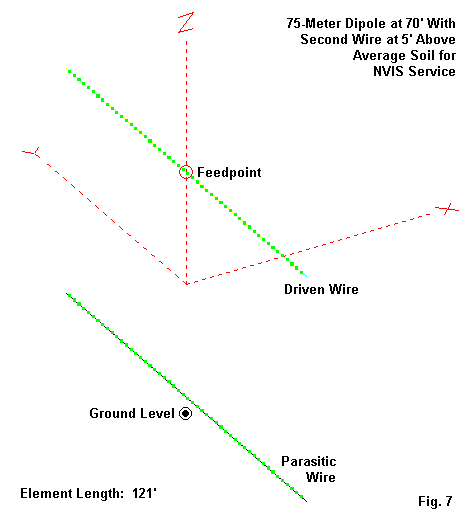 75-Meter Dipole at 70' With
Second Wire at 5' Above
Average Soil for
NVIS Service
Z
Y
X
Feedpoint
Driven Wire
Ground Level
Parasitic
Wire
Element Length: 121'
Fig. 7